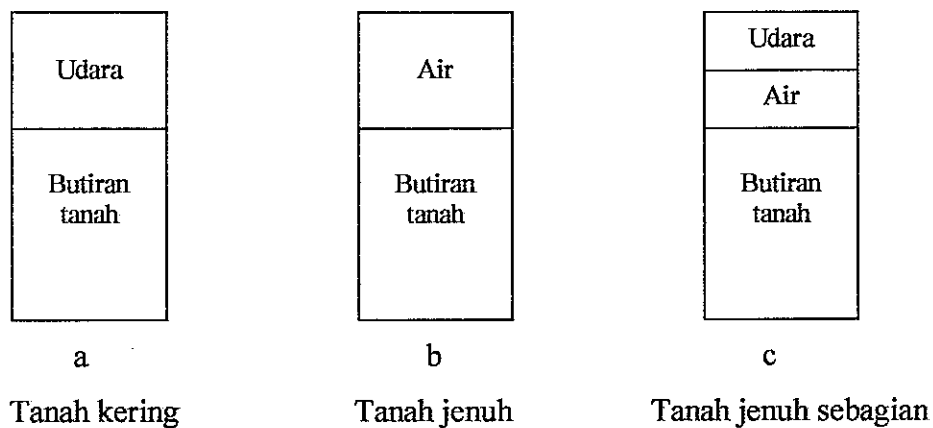 Udara
Butiran
tanah
a
Tanah kering
Air
Butiran
tanah
b
Tanah jenuh
Udara
Air
Butiran
tanah
c
Tanah jenuh sebagian